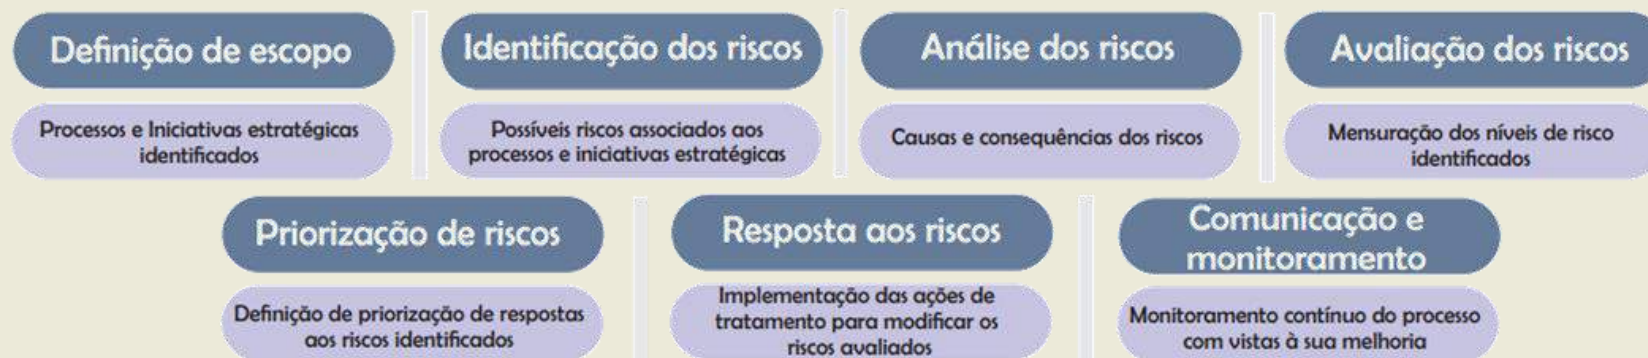 Definição de escopo
Processos e Iniciativas estratégicas
identificados
Identificação dos riscos
Possíveis riscos associados aos
processos e iniciativas estratégicas
Análise dos riscos
Causas e consequências dos riscos
Avaliação dos riscos
Mensuração dos níveis de risco
identificados
Priorização de riscos
Definição de priorização de respostas
aos riscos identificados
Resposta aos riscos
Implementação das ações de
tratamento para modificar os
riscos avaliados
Comunicação e
monitoramento
Monitoramento contínuo do processo
com vistas à sua melhoria